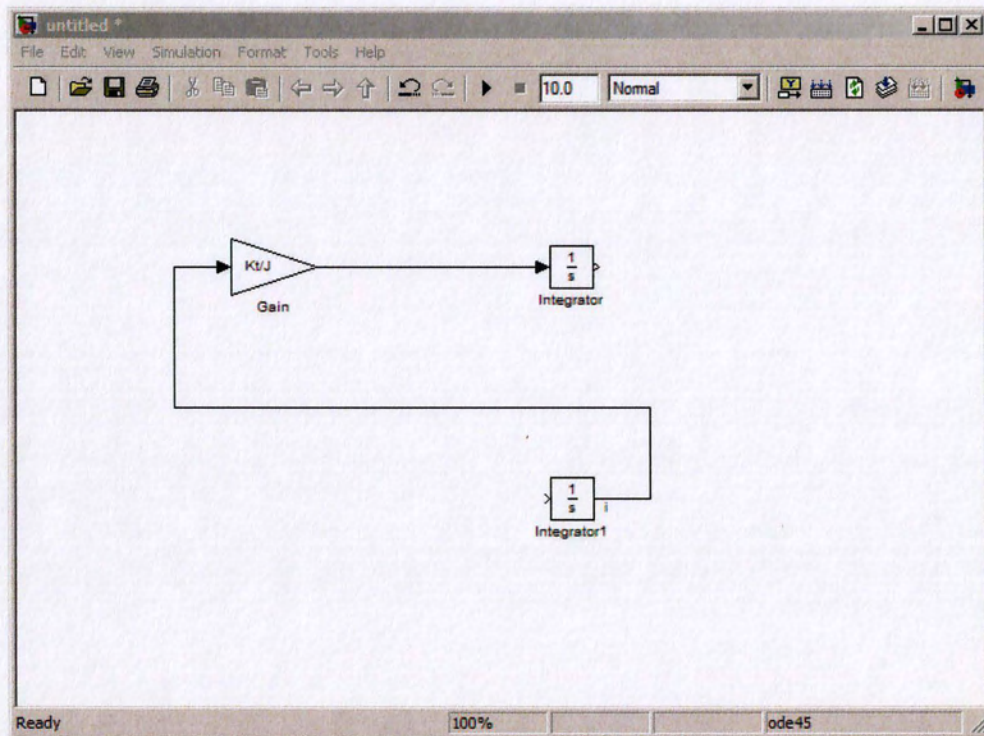 untitled *
File Edit View Simulation Format Tools Help
10.0 Normal
Kt/J
Gain
1
s
Integrator
1
s
i
Integrator1
Ready 100% ode45